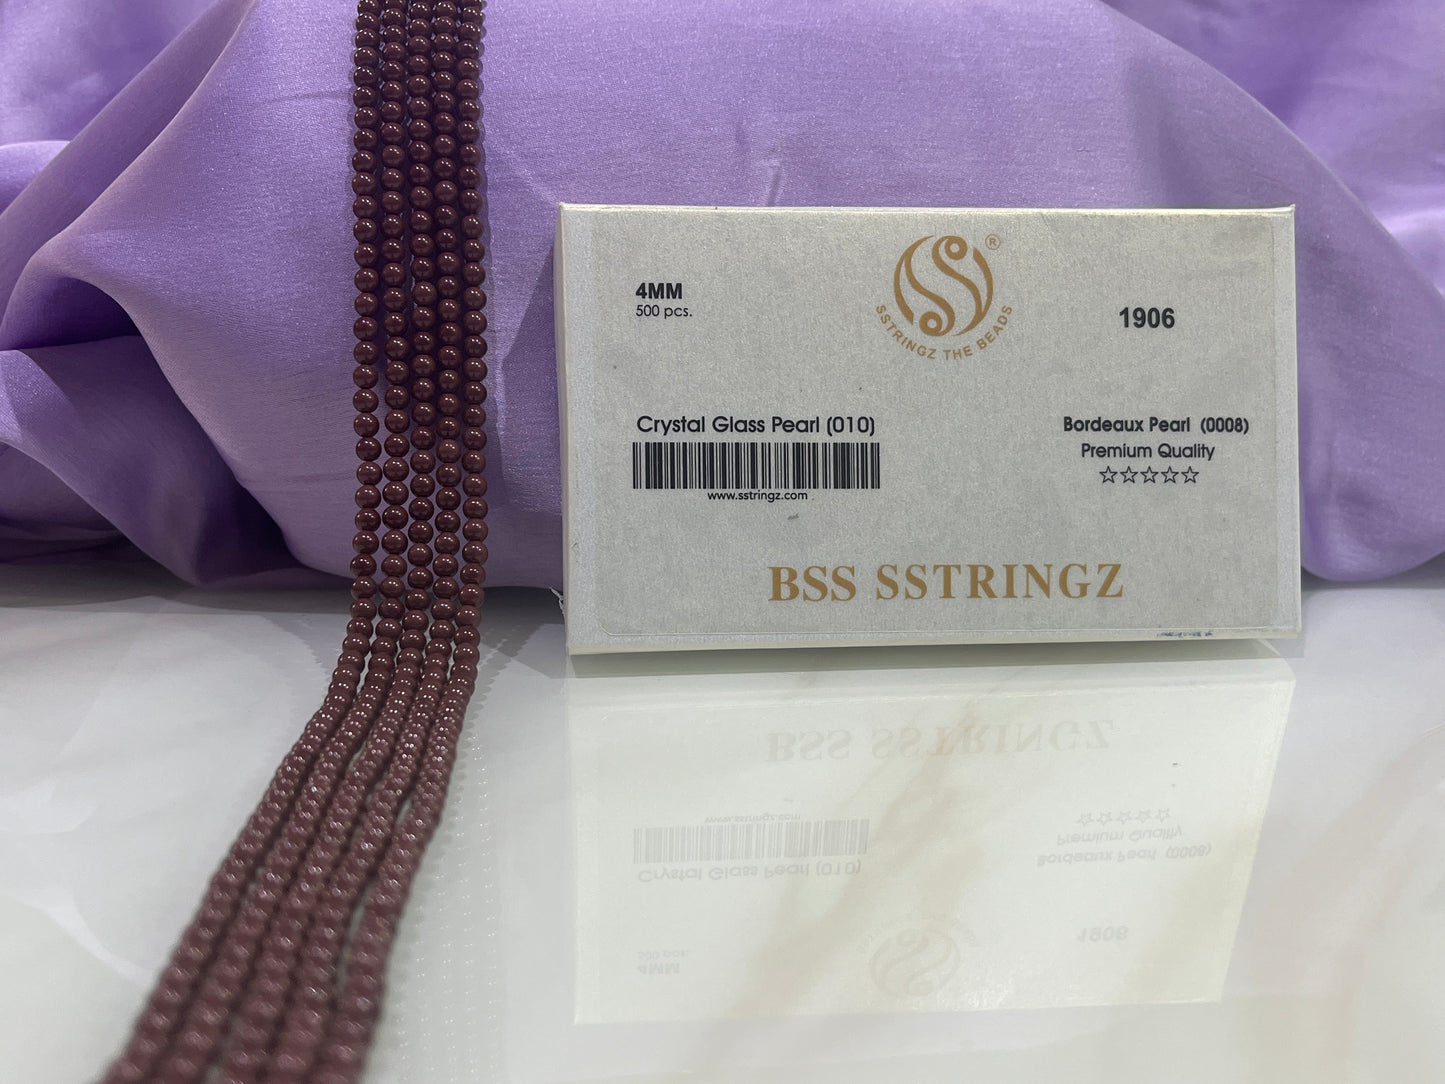 4MM
500 pcs.
®
SSTRINGZ THE BEADS
1906
Crystal Glass Pearl (010)
www.sstringz.com
Bordeaux Pearl (0008)
Premium Quality
BSS SSTRINGZ